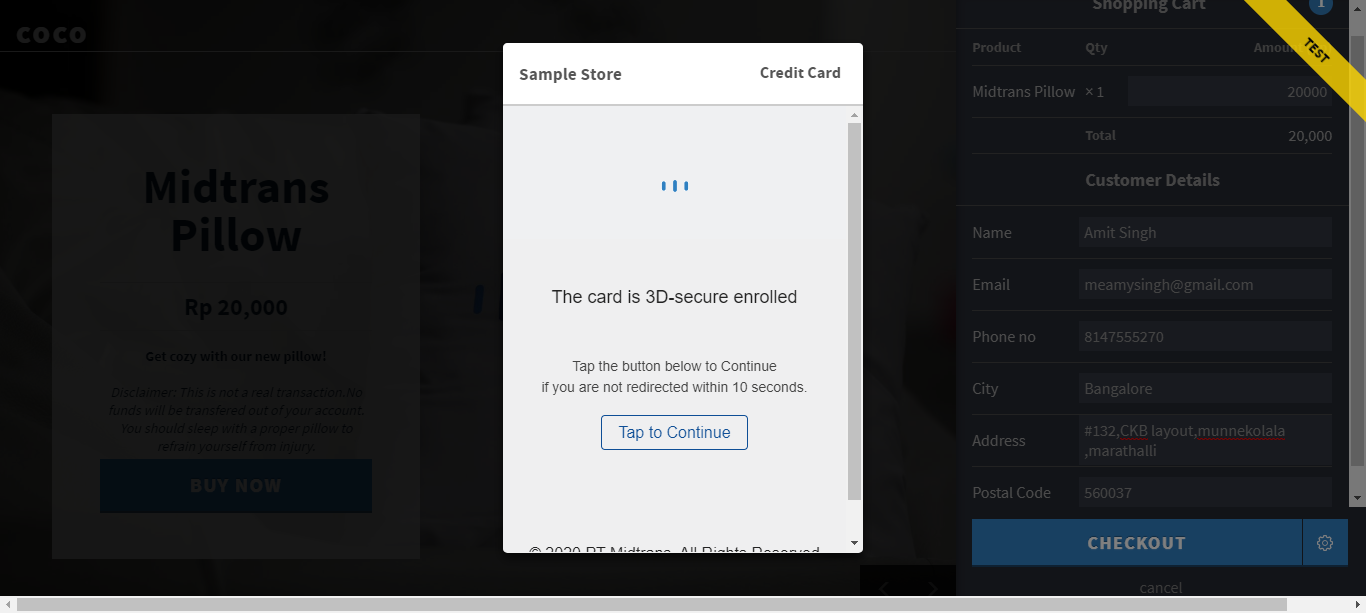 coco
Midtrans
Pillow
Rp 20,000
Get cozy with our new pillow!
Disclaimer: This is not a real transaction.No
funds will be transfered out of your account.
You should sleep with a proper pillow to
refrain yourself from injury.
BUY NOW
Sample Store
Credit Card
The card is 3D-secure enrolled
Tap the button below to Continue
if you are not redirected within 10 seconds.
Tap to Continue
© 2020 PT Midtrans. All Rights Reserved
Shopping Cart
1
TEST
Product Qty
Midtrans Pillow × 1 20000
Total 20,000
Customer Details
Name Amit Singh
Email meamysingh@gmail.com
Phone no 8147555270
City Bangalore
Address #132,CKB layout,munnekolala
,marathalli
Postal Code 560037
CHECKOUT
cancel